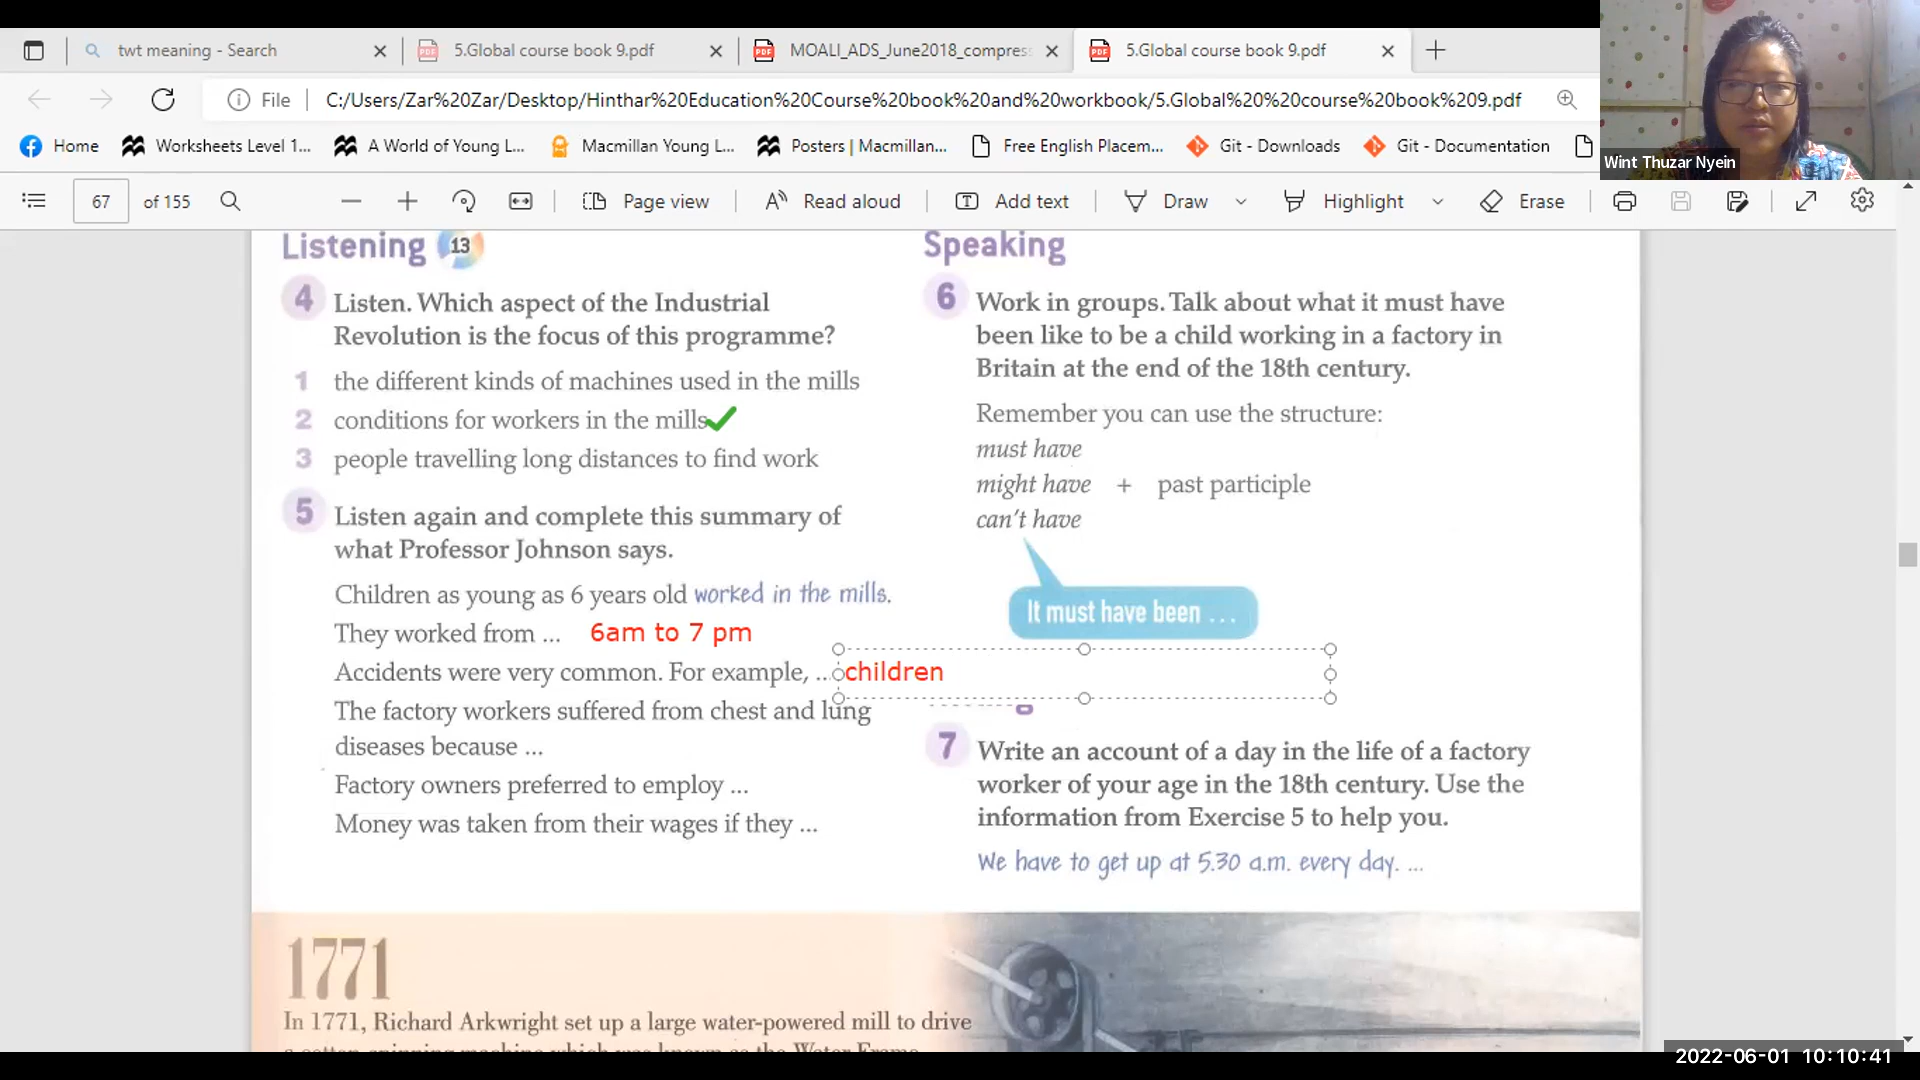 twt meaning - Search
5.Global course book 9.pdf
MOALI_ADS_June2018_compres
5.Global course book 9.pdf
File
C:/Users/Zar%20Zar/Desktop/Hinthar%20Education%20Course%20book%20and%20workbook/5.Global%20%20course%20book%209.pdf
Home
Worksheets Level 1...
A World of Young L...
Macmillan Young L...
Posters | Macmillan...
Free English Placem...
Git - Downloads
Git - Documentation
Wint Thuzar Nyein
67
of 155
Page view
Read aloud
Add text
Draw
Highlight
Erase
Listening 13
4 Listen. Which aspect of the Industrial
Revolution is the focus of this programme?
1 the different kinds of machines used in the mills
2 conditions for workers in the mills
3 people travelling long distances to find work
5 Listen again and complete this summary of
what Professor Johnson says.
Children as young as 6 years old worked in the mills.
They worked from ... 6am to 7 pm
Accidents were very common. For example, ... children
The factory workers suffered from chest and lung
diseases because ...
Factory owners preferred to employ ...
Money was taken from their wages if they ...
Speaking
6 Work in groups. Talk about what it must have
been like to be a child working in a factory in
Britain at the end of the 18th century.
Remember you can use the structure:
must have
might have + past participle
can't have
It must have been ...
7 Write an account of a day in the life of a factory
worker of your age in the 18th century. Use the
information from Exercise 5 to help you.
We have to get up at 5.30 a.m. every day. ...
1771
In 1771, Richard Arkwright set up a large water-powered mill to drive
2022-06-01 10:10:41